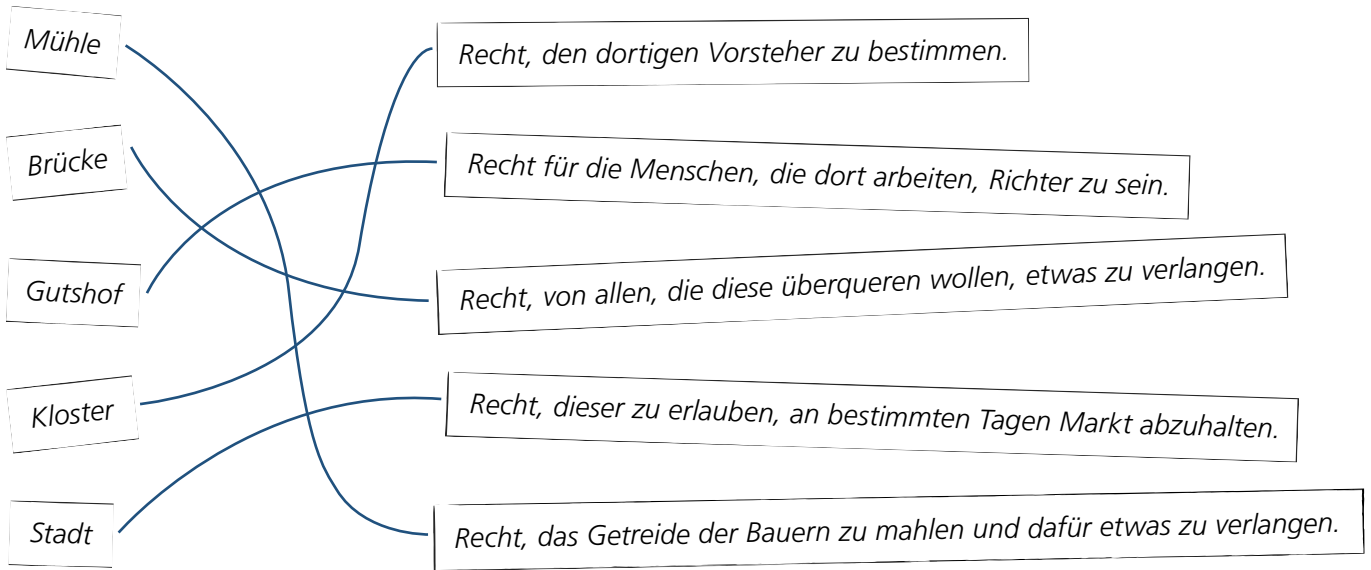 Mühle
Recht, den dortigen Vorsteher zu bestimmen.
Brücke
Recht für die Menschen, die dort arbeiten, Richter zu sein.
Gutshof
Recht, von allen, die diese überqueren wollen, etwas zu verlangen.
Kloster
Recht, dieser zu erlauben, an bestimmten Tagen Markt abzuhalten.
Stadt
Recht, das Getreide der Bauern zu mahlen und dafür etwas zu verlangen.